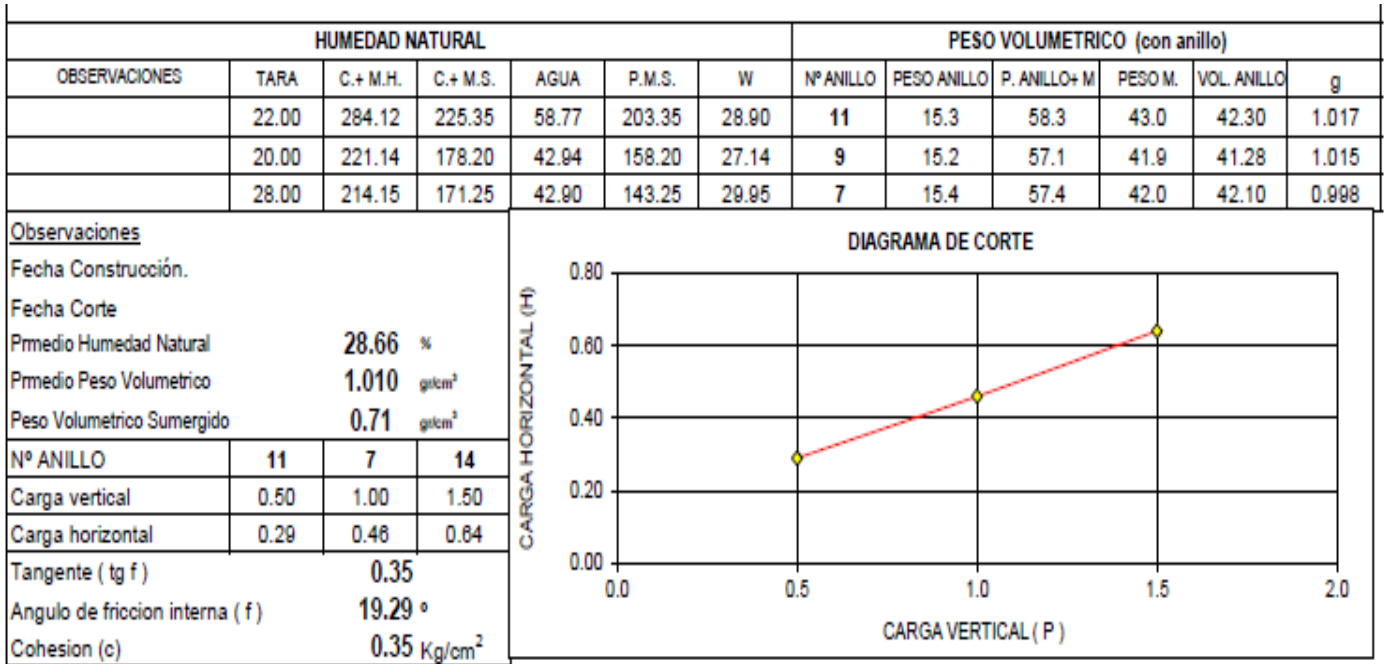 HUMEDAD NATURAL PESO VOLUMETRICO (con anillo)
OBSERVACIONES TARA C.+ M.H. C.+ M.S. AGUA P.M.S. W Nº ANILLO PESO ANILLO P. ANILLO+ M PESO M. VOL. ANILLO g
22.00 284.12 225.35 58.77 203.35 28.90 11 15.3 58.3 43.0 42.30 1.017
20.00 221.14 178.20 42.94 158.20 27.14 9 15.2 57.1 41.9 41.28 1.015
28.00 214.15 171.25 42.90 143.25 29.95 7 15.4 57.4 42.0 42.10 0.998
Observaciones
Fecha Construcción.
Fecha Corte
Prmedio Humedad Natural 28.66 %
Prmedio Peso Volumetrico 1.010 gr/cm³
Peso Volumetrico Sumergido 0.71 gr/cm³
Nº ANILLO 11 7 14
Carga vertical 0.50 1.00 1.50
Carga horizontal 0.29 0.46 0.64
Tangente ( tg f ) 0.35
Angulo de friccion interna ( f ) 19.29 º
Cohesion (c) 0.35 Kg/cm²
DIAGRAMA DE CORTE
CARGA HORIZONTAL (H)
0.80
0.60
0.40
0.20
0.00
0.0 0.5 1.0 1.5 2.0
CARGA VERTICAL ( P )